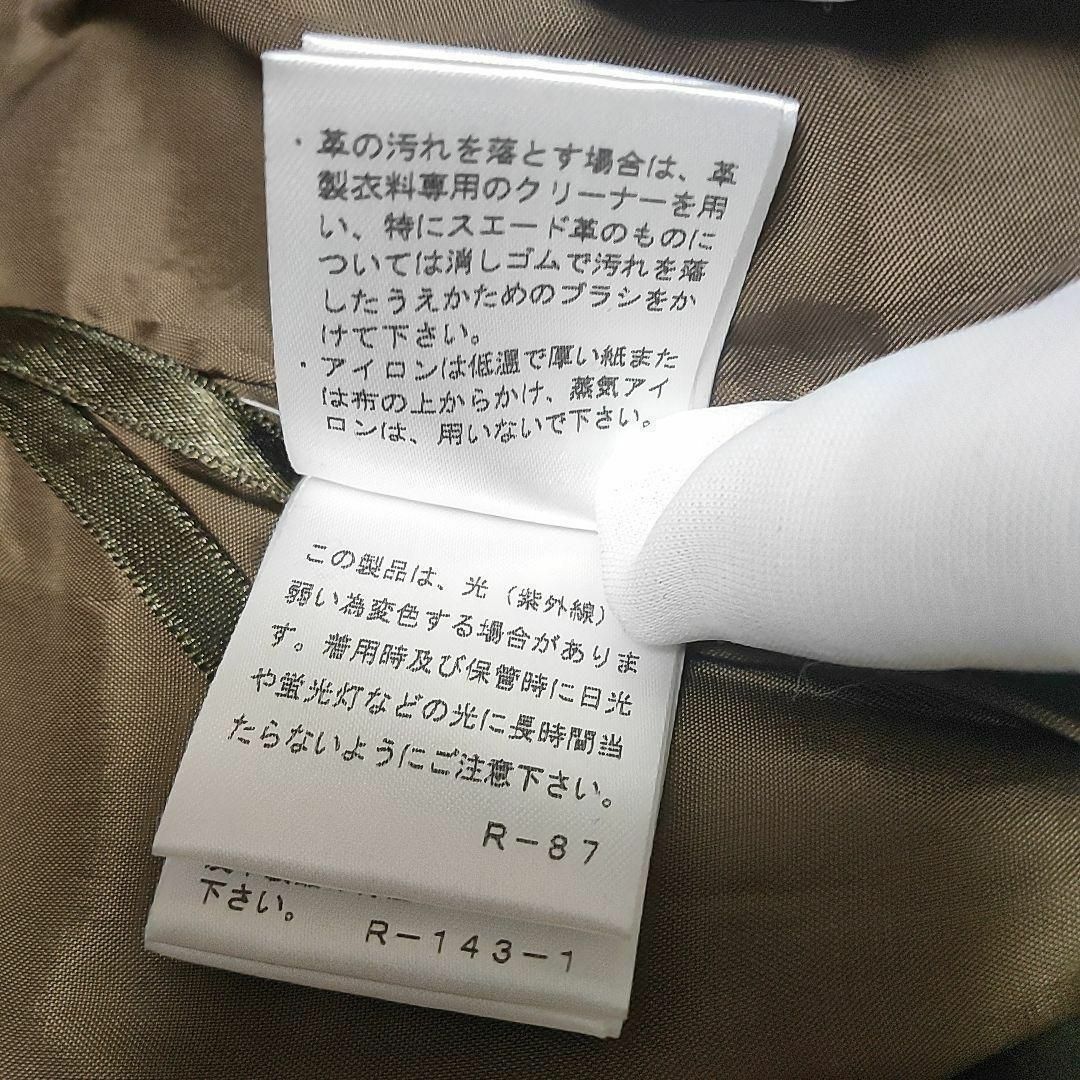 ・革の汚れを落とす場合は、革
製衣料専用のクリーナーを用
い、特にスエード革のものに
ついては消しゴムで汚れを落
したうえかためのブラシをか
けて下さい。
・アイロンは低温で厚い紙また
は布の上からかけ、蒸気アイ
ロンは、用いないで下さい。
この製品は、光（紫外線）
弱い為変色する場合がありま
す。着用時及び保管時に日光
や蛍光灯などの光に長時間当
たらないようにご注意下さい。
R－87
下さい。 R－143－1